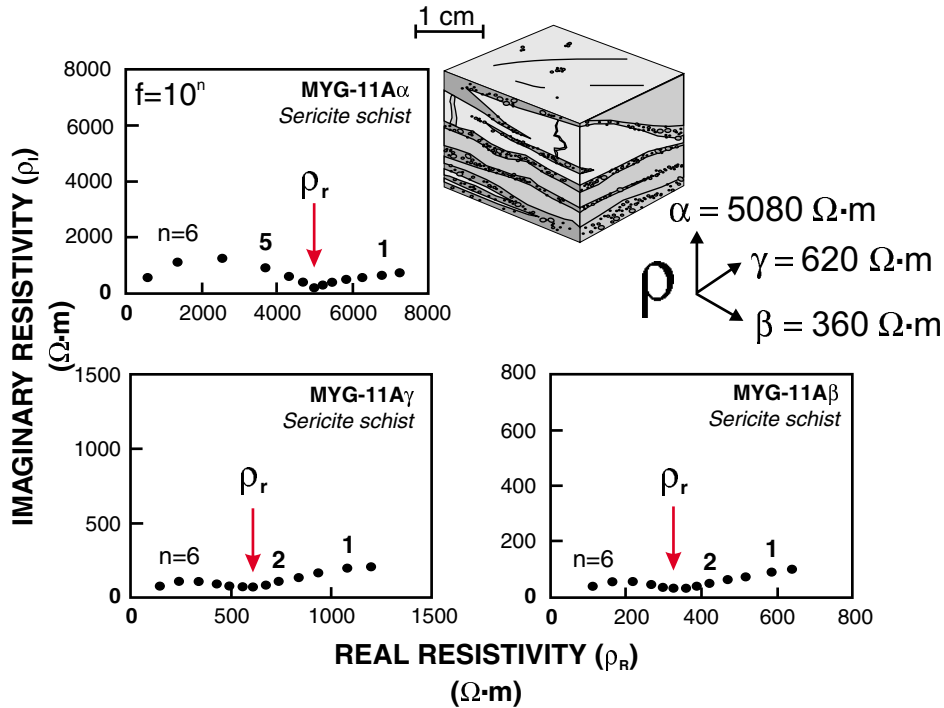 1 cm
8000
6000
4000
2000
0
f=10ⁿ
MYG-11Aα
Sericite schist
ρr
n=6
5
1
0
2000
4000
6000
8000
α = 5080 Ω·m
ρ
γ = 620 Ω·m
β = 360 Ω·m
IMAGINARY RESISTIVITY (ρI)
(Ω·m)
1500
1000
500
0
MYG-11Aγ
Sericite schist
ρr
n=6
2
1
0
500
1000
1500
800
600
400
200
0
MYG-11Aβ
Sericite schist
ρr
n=6
2
1
0
200
400
600
800
REAL RESISTIVITY (ρR)
(Ω·m)